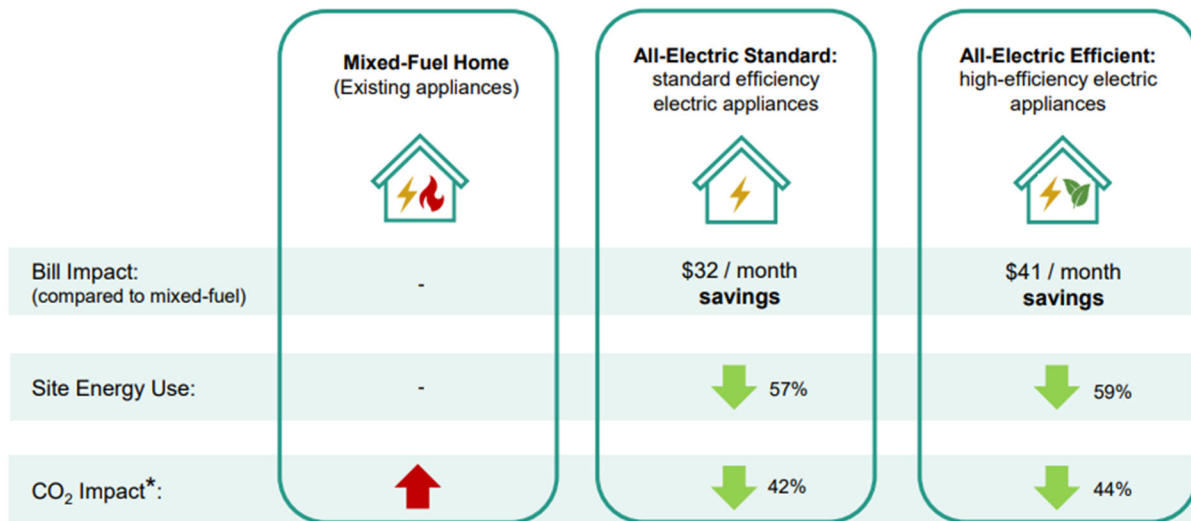 Mixed-Fuel Home
(Existing appliances)
All-Electric Standard:
standard efficiency
electric appliances
All-Electric Efficient:
high-efficiency electric
appliances
Bill Impact:
(compared to mixed-fuel)
-
$32 / month
savings
$41 / month
savings
Site Energy Use:
-
57%
59%
CO₂ Impact*:
42%
44%